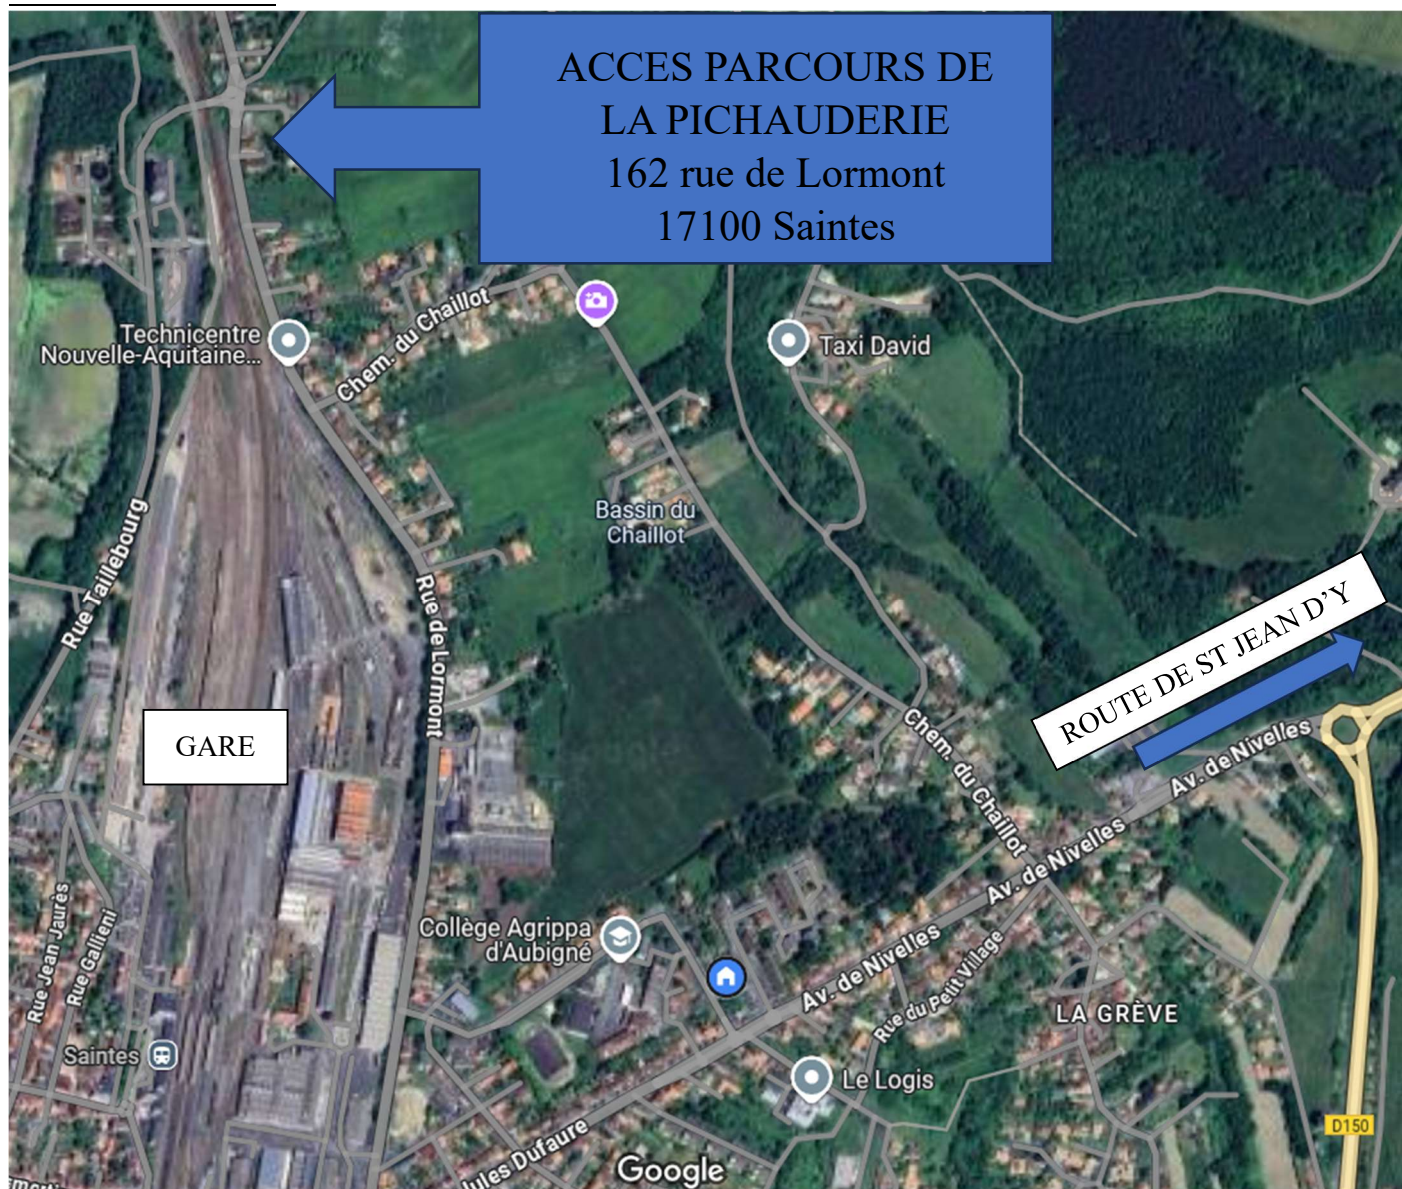 ACCES PARCOURS DE
LA PICHAUDERIE
162 rue de Lormont
17100 Saintes
Technicentre
Nouvelle-Aquitaine...
Chem. du Chaillot
Taxi David
Bassin du
Chaillot
Rue Taillebourg
Rue de Lormont
ROUTE DE ST JEAN D'Y
GARE
Chem. du Chaillot
Av. de Nivelles
Av. de Nivelles
Rue Jean Jaurès
Rue Gallieni
Collège Agrippa
d'Aubigné
Av. de Nivelles
Rue du Petit Village
LA GRÈVE
Saintes
Le Logis
D150
Jules Dufaure
Google